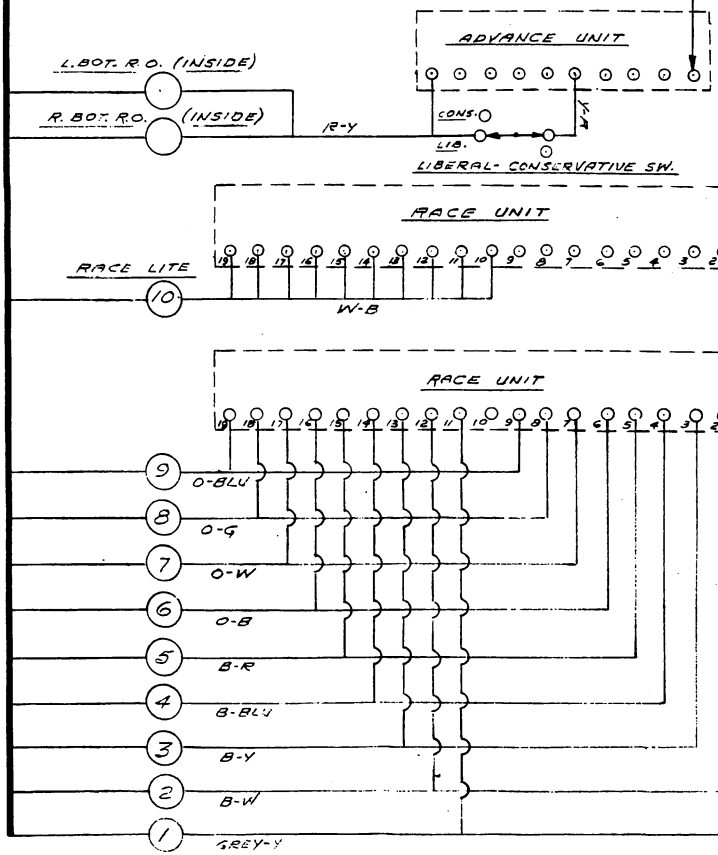 ADVANCE UNIT
L.BOT. R.O. (INSIDE)
R.BOT. R.O. (INSIDE)
R-Y
CONS.
LIB.
Y-R
LIBERAL-CONSERVATIVE SW.
RACE UNIT
19 18 17 16 15 14 13 12 11 10 9 8 7 6 5 4 3 2
RACE LITE
10
W-B
RACE UNIT
19 18 17 16 15 14 13 12 11 10 9 8 7 6 5 4 3 2
9 O-BLU
8 O-G
7 O-W
6 O-B
5 B-R
4 B-BLU
3 B-Y
2 B-W
1 GREY-Y